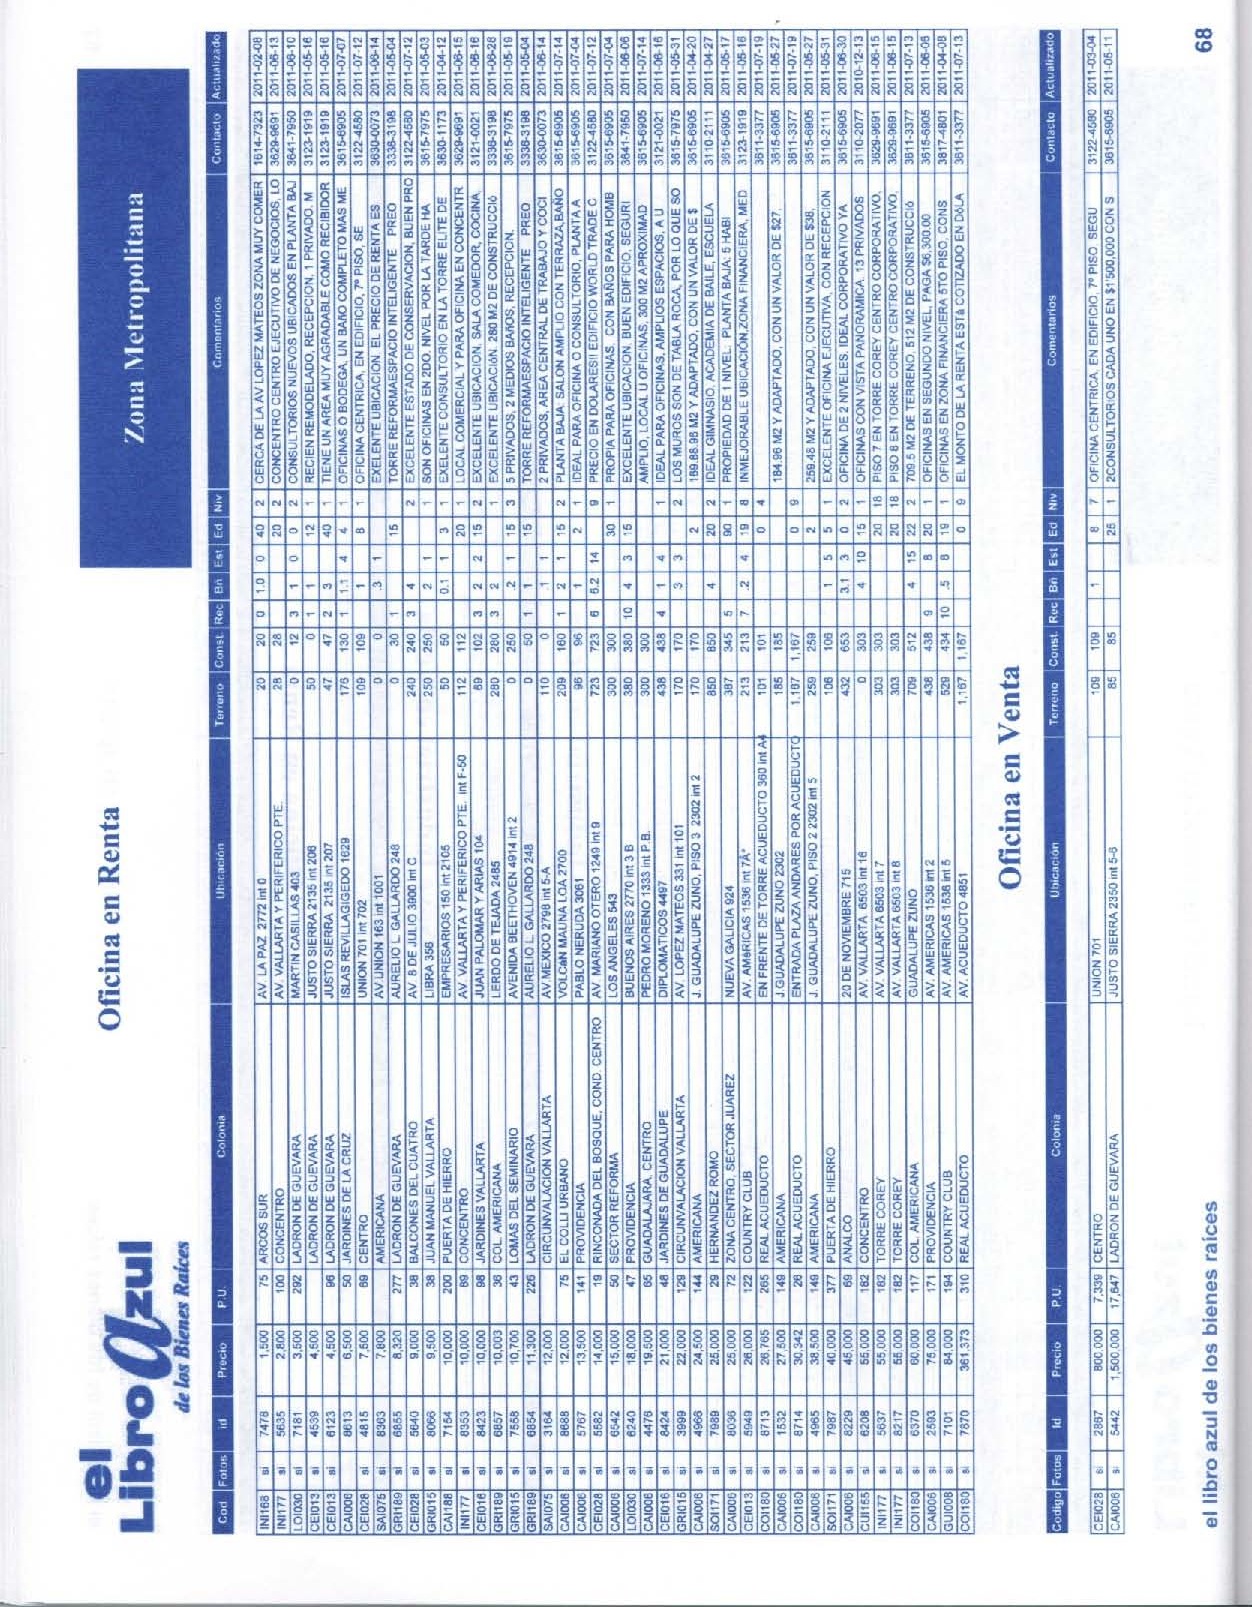 el
Libro azul
de los Bienes Raíces
Oficina en Renta
Zona Metropolitana
Cod Fotos id Precio P.U. Colonia Ubicación Terreno Const. Rec Bñ Est Ed Niv Comentarios Contacto Actualizado
INI168 si 7478 1,500 75 ARCOS SUR AV. LA PAZ 2772 int 0 20 20 0 1.0 0 40 2 CERCA DE LA AV LOPEZ MATEOS ZONA MUY COMER 1614-7323 2011-02-08
INI177 si 5635 2,800 100 CONCENTRO AV. VALLARTA Y PERIFERICO PTE. 28 28 20 2 CONCENTRO CENTRO EJECUTIVO DE NEGOCIOS, LO 3629-9691 2011-06-13
LOI030 si 7181 3,500 292 LADRON DE GUEVARA MARTIN CASILLAS 403 0 12 3 1 0 0 2 CONSULTORIOS NUEVOS UBICADOS EN PLANTA BAJ 3641-7950 2011-06-10
CEI013 si 4539 4,500 LADRON DE GUEVARA JUSTO SIERRA 2135 int 206 50 0 1 1 12 1 RECIEN REMODELADO, RECEPCION, 1 PRIVADO. M 3123-1919 2011-05-16
CEI013 si 6123 4,500 96 LADRON DE GUEVARA JUSTO SIERRA 2135 int 207 47 47 2 3 40 1 TIENE UN AREA MUY AGRADABLE COMO RECIBIDOR 3123-1919 2011-05-16
CAI006 si 8613 6,500 50 JARDINES DE LA CRUZ ISLAS REVILLAGIGEDO 1629 175 130 1 1.1 4 4 1 OFICINAS O BODEGA, UN BAÑO COMPLETO MAS ME 3615-6905 2011-07-07
CEI028 si 4815 7,500 69 CENTRO UNION 701 int 702 109 109 1 8 1 OFICINA CENTRICA, EN EDIFICIO, 7º PISO, SE 3122-4580 2011-07-12
SAI075 si 8363 7,800 AMERICANA AV.UNION 163 int 1001 0 0 .3 1 EXELENTE UBICACION. EL PRECIO DE RENTA ES 3630-0073 2011-06-14
GRI189 si 6855 8,320 277 LADRON DE GUEVARA AURELIO L. GALLARDO 248 0 30 1 15 TORRE REFORMAESPACIO INTELIGENTE PREO 3338-3198 2011-05-04
CEI028 si 5640 9,000 38 BALCONES DEL CUATRO AV. 8 DE JULIO 3900 int C 240 240 3 4 2 EXCELENTE ESTADO DE CONSERVACION, BUEN PRO 3122-4580 2011-07-12
GRI015 si 8066 9,500 38 JUAN MANUEL VALLARTA LIBRA 356 250 250 2 1 1 SON OFICINAS EN 2DO. NIVEL POR LA TARDE HA 3615-7975 2011-05-03
CAI188 si 7154 10,000 200 PUERTA DE HIERRO EMPRESARIOS 150 int 2105 50 50 0.1 1 3 1 EXELENTE CONSULTORIO EN LA TORRE ELITE DE 3630-1173 2011-04-12
INI177 si 8353 10,000 89 CONCENTRO AV. VALLARTA Y PERIFERICO PTE. int F-50 112 112 20 1 LOCAL COMERCIAL Y PARA OFICINA EN CONCENTR 3629-9691 2011-06-15
CEI016 si 8423 10,000 98 JARDINES VALLARTA JUAN PALOMAR Y ARIAS 104 69 102 3 2 2 15 2 EXCELENTE UBICACION, SALA COMEDOR, COCINA, 3121-0021 2011-06-16
GRI189 si 6857 10,003 36 COL. AMERICANA LERDO DE TEJADA 2485 280 280 3 2 1 EXCELENTE UBICACIóN. 280 M2 DE CONSTRUCCIó 3338-3198 2011-06-28
GRI015 si 7558 10,700 43 LOMAS DEL SEMINARIO AVENIDA BEETHOVEN 4914 int 2 0 250 .2 1 15 3 5 PRIVADOS, 2 MEDIOS BAÑOS, RECEPCION, 3615-7975 2011-05-19
GRI189 si 6854 11,300 226 LADRON DE GUEVARA AURELIO L. GALLARDO 248 0 50 1 1 15 TORRE REFORMAESPACIO INTELIGENTE PREO 3338-3198 2011-05-04
SAI075 si 3164 12,000 CIRCUNVALACION VALLARTA AV.MEXICO 2798 int 5-A 110 0 .1 1 1 2 PRIVADOS, AREA CENTRAL DE TRABAJO Y COCI 3630-0073 2011-06-14
CAI006 si 8688 12,000 75 EL COLLI URBANO VOLCáN MAUNA LOA 2700 209 160 1 2 1 15 2 PLANTA BAJA: SALON AMPLIO CON TERRAZA,BAÑO 3615-6905 2011-07-14
CAI006 si 5767 13,500 141 PROVIDENCIA PABLO NERUDA 3061 96 96 1 2 1 IDEAL PARA OFICINA O CONSULTORIO, PLANTA A 3615-6905 2011-07-04
CEI028 si 5582 14,000 19 RINCONADA DEL BOSQUE, COND. CENTRO AV. MARIANO OTERO 1249 int 9 723 723 6 6.2 14 9 PRECIO EN DOLARES!! EDIFICIO WORLD TRADE C 3122-4580 2011-07-12
CAI006 si 6542 15,000 50 SECTOR REFORMA LOS ANGELES 543 300 300 30 1 PROPIA PARA OFICINAS. CON BAÑOS PARA HOMB 3615-6905 2011-07-04
LOI030 si 6240 18,000 47 PROVIDENCIA BUENOS AIRES 2770 int 3 B 380 380 10 4 3 15 EXCELENTE UBICACION, BUEN EDIFICIO, SEGURI 3641-7950 2011-06-06
CAI006 si 4476 19,500 65 GUADALAJARA, CENTRO PEDRO MORENO 1333 int P.B. 300 300 AMPLIO, LOCAL U OFICINAS, 300 M2 APROXIMAD 3615-6905 2011-07-14
CEI016 si 8424 21,000 48 JARDINES DE GUADALUPE DIPLOMATICOS 4497 438 438 4 1 4 1 IDEAL PARA OFICINAS, AMPLIOS ESPACIOS, A U 3121-0021 2011-06-16
GRI015 si 3999 22,000 129 CIRCUNVALACION VALLARTA AV. LOPEZ MATEOS 331 int 101 170 170 3 3 2 LOS MUROS SON DE TABLA ROCA, POR LO QUE SO 3615-7975 2011-05-31
CAI006 si 4966 24,500 144 AMERICANA J. GUADALUPE ZUNO, PISO 3 2302 int 2 170 170 2 169.88.96 M2 Y ADAPTADO, CON UN VALOR DE $ 3615-6905 2011-04-20
SOI171 si 7989 25,000 29 HERNANDEZ ROMO 850 850 4 20 2 IDEAL GIMNASIO ACADEMIA DE BAILE, ESCUELA 3110-2111 2011-04-27
CAI006 si 8036 25,000 72 ZONA CENTRO, SECTOR JUAREZ NUEVA GALICIA 924 387 345 5 90 1 PROPIEDAD DE 1 NIVEL: PLANTA BAJA: 5 HABI 3615-6905 2011-05-17
CEI013 si 5949 26,000 122 COUNTRY CLUB AV. AMéRICAS 1536 int 7Âª 213 213 7 .2 4 19 8 INMEJORABLE UBICACIóN,ZONA FINANCIERA, MED 3123-1919 2011-05-16
COI180 si 8713 26,765 265 REAL ACUEDUCTO EN FRENTE DE TORRE ACUEDUCTO 360 int A4 101 101 0 4 3611-3377 2011-07-19
CAI006 si 1532 27,500 149 AMERICANA J.GUADALUPE ZUNO 2302 185 185 184.96 M2 Y ADAPTADO, CON UN VALOR DE $27, 3615-6905 2011-05-27
COI180 si 8714 30,342 26 REAL ACUEDUCTO ENTRADA PLAZA ANDARES POR ACUEDUCTO 1,167 1,167 0 9 3611-3377 2011-07-19
CAI006 si 4965 38,500 149 AMERICANA J. GUADALUPE ZUNO, PISO 2 2302 int 5 259 259 2 259.48 M2 Y ADAPTADO, CON UN VALOR DE $38, 3615-6905 2011-05-27
SOI171 si 7987 40,000 377 PUERTA DE HIERRO 106 106 1 5 5 1 EXCELENTE OFICINA EJECUTIVA, CON RECEPCION 3110-2111 2011-05-31
CAI006 si 8229 45,000 69 ANALCO 20 DE NOVIEMBRE 715 432 653 3.1 3 0 2 OFICINA DE 2 NIVELES. IDEAL CORPORATIVO YA 3615-6905 2011-06-30
CUI155 si 6208 55,000 182 CONCENTRO AV. VALLARTA 6503 int 16 0 303 4 10 15 1 OFICINAS CON VISTA PANORAMICA. 13 PRIVADOS 3110-2077 2010-12-13
INI177 si 5637 55,000 182 TORRE COREY AV. VALLARTA 6503 int 7 303 303 20 18 PISO 7 EN TORRE COREY CENTRO CORPORATIVO, 3629-9691 2011-06-15
INI177 si 8217 55,000 182 TORRE COREY AV. VALLARTA 6503 int 8 303 303 20 18 PISO 8 EN TORRE COREY CENTRO CORPORATIVO, 3629-9691 2011-06-15
COI180 si 6370 60,000 117 COL. AMERICANA GUADALUPE ZUNO 709 512 4 15 22 2 709.5 M2 DE TERRENO, 512 M2 DE CONSTRUCCIó 3611-3377 2011-07-13
CAI006 si 2593 75,000 171 PROVIDENCIA AV. AMERICAS 1536 int 2 438 438 9 8 20 1 OFICINAS EN SEGUNDO NIVEL, PAGA $6,300.00 3615-6905 2011-06-06
GUI008 si 7101 84,000 194 COUNTRY CLUB AV. AMERICAS 1536 int 5 529 434 10 .5 8 19 1 OFICINAS EN ZONA FINANCIERA 5TO PISO, CON 3817-4801 2011-04-08
COI180 si 7870 361,373 310 REAL ACUEDUCTO AV. ACUEDUCTO 4851 1,167 1,167 0 9 EL MONTO DE LA RENTA ESTá COTIZADO EN DóLA 3611-3377 2011-07-13
Oficina en Venta
Codigo Fotos Id Precio P.U. Colonia Ubicación Terreno Const. Rec Bñ Est Ed Niv Comentarios Contacto Actualizado
CEI028 si 2867 800,000 7,339 CENTRO UNION 701 109 109 1 8 7 OFICINA CENTRICA, EN EDIFICIO, 7º PISO, SEGU 3122-4580 2011-03-04
CAI006 si 5442 1,500,000 17,647 LADRON DE GUEVARA JUSTO SIERRA 2350 int 5-6 85 85 25 1 2CONSULTORIOS CADA UNO EN $1'500,000 CON S 3615-6905 2011-05-11
el libro azul de los bienes raíces
68